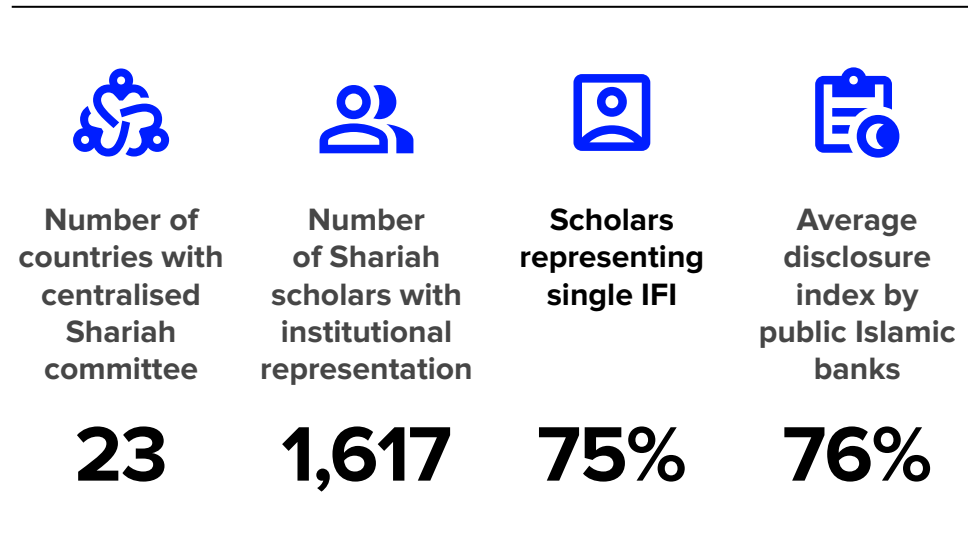 Number of
countries with
centralised
Shariah
committee
23
Number
of Shariah
scholars with
institutional
representation
1,617
Scholars
representing
single IFI
75%
Average
disclosure
index by
public Islamic
banks
76%